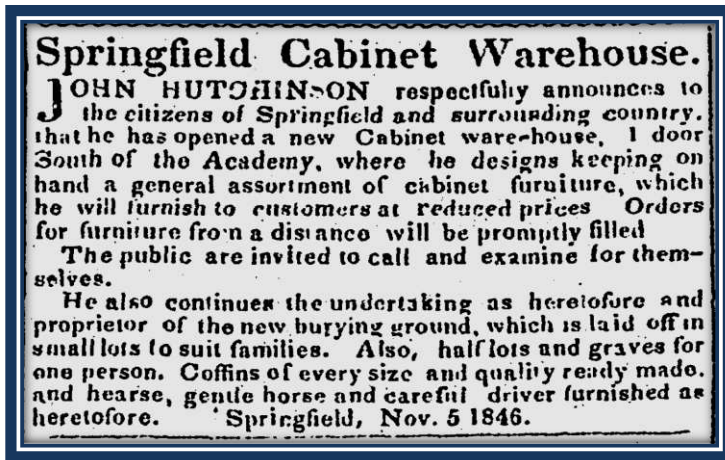 Springfield Cabinet Warehouse.
JOHN HUTCHINSON respectfully announces to
the citizens of Springfield and surrounding country.
that he has opened a new Cabinet ware-house, 1 door
South of the Academy, where he designs keeping on
hand a general assortment of cabinet furniture, which
he will furnish to customers at reduced prices Orders
for furniture from a distance will be promptly filled
The public are invited to call and examine for them-
selves.
He also continues the undertaking as heretofore and
proprietor of the new burying ground, which is laid off in
small lots to suit families. Also, half lots and graves for
one person. Coffins of every size and quality ready made.
and hearse, gentle horse and careful driver furnished as
heretofore. Springfield, Nov. 5 1846.